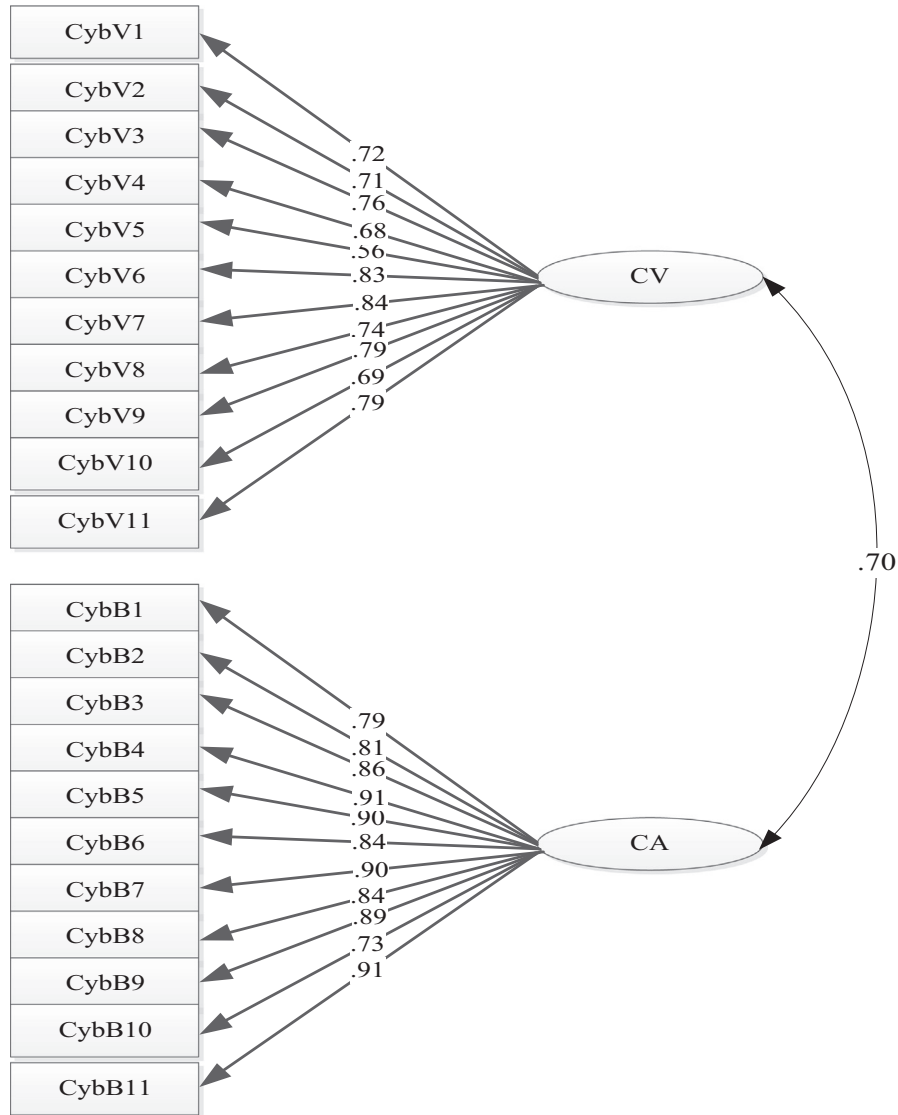 CybV1
CybV2
CybV3
CybV4
CybV5
CybV6
CybV7
CybV8
CybV9
CybV10
CybV11
.72
.71
.76
.68
.56
.83
.84
.74
.79
.69
.79
CV
.70
CybB1
CybB2
CybB3
CybB4
CybB5
CybB6
CybB7
CybB8
CybB9
CybB10
CybB11
.79
.81
.86
.91
.90
.84
.90
.84
.89
.73
.91
CA